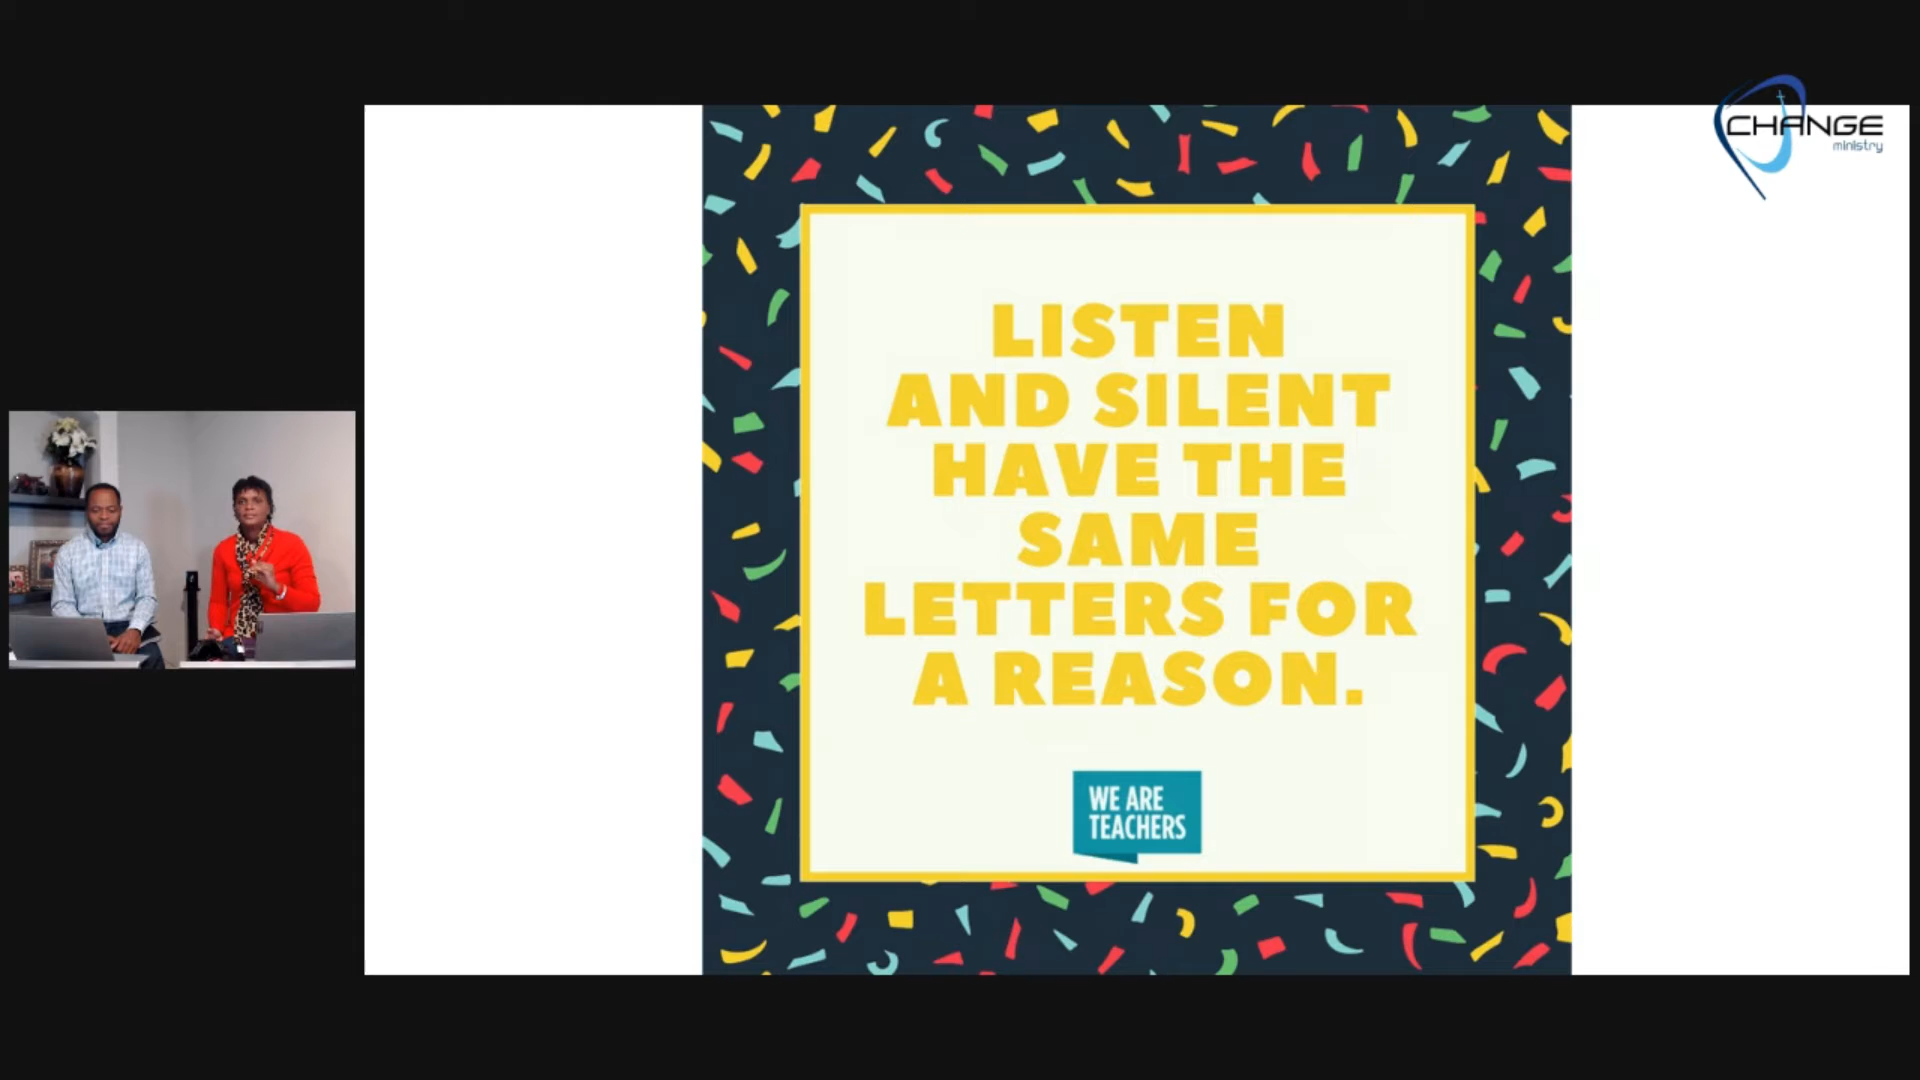 CHANGE
ministry
LISTEN
AND SILENT
HAVE THE
SAME
LETTERS FOR
A REASON.
WE ARE
TEACHERS